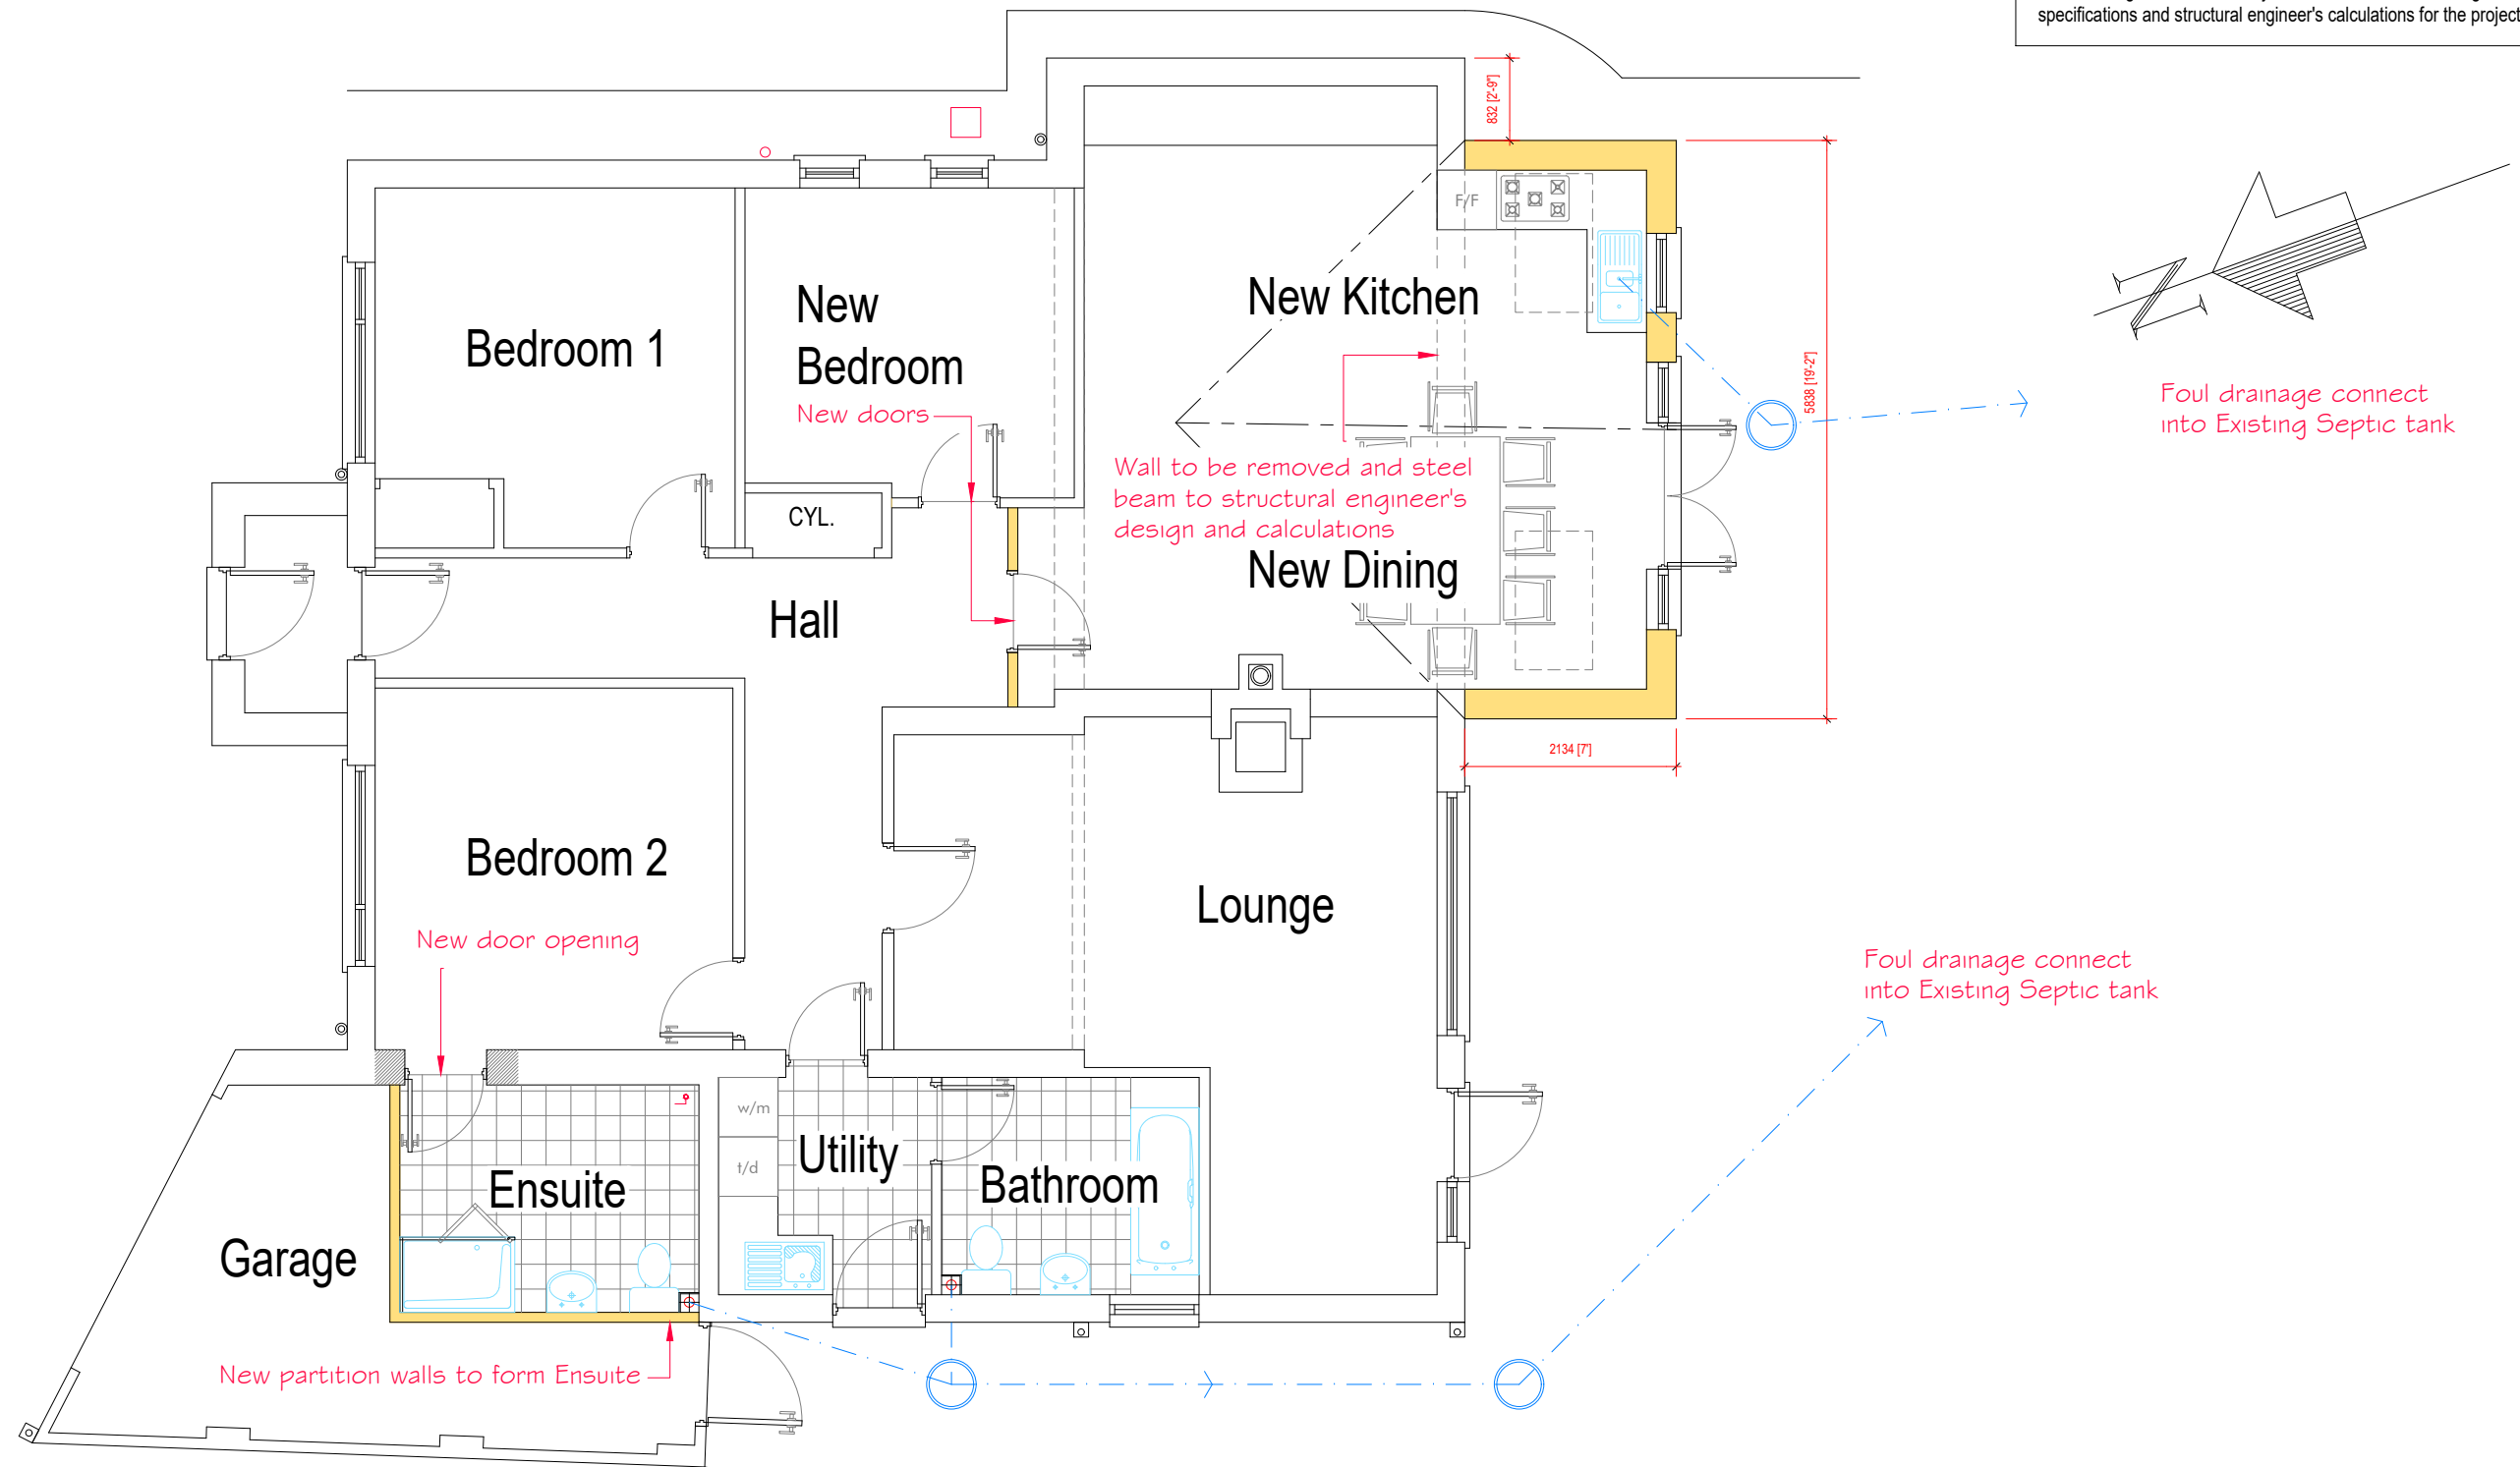 specifications and structural engineer's calculations for the project
832 [2'-9"]
F/F
New Kitchen
New
Bedroom
Bedroom 1
New doors
5838 [19'-2"]
N
Foul drainage connect
into Existing Septic tank
Wall to be removed and steel
beam to structural engineer's
design and calculations
CYL.
New Dining
Hall
2134 [7']
Bedroom 2
Lounge
New door opening
Foul drainage connect
into Existing Septic tank
w/m
t/d
Utility
Ensuite
Bathroom
Garage
New partition walls to form Ensuite